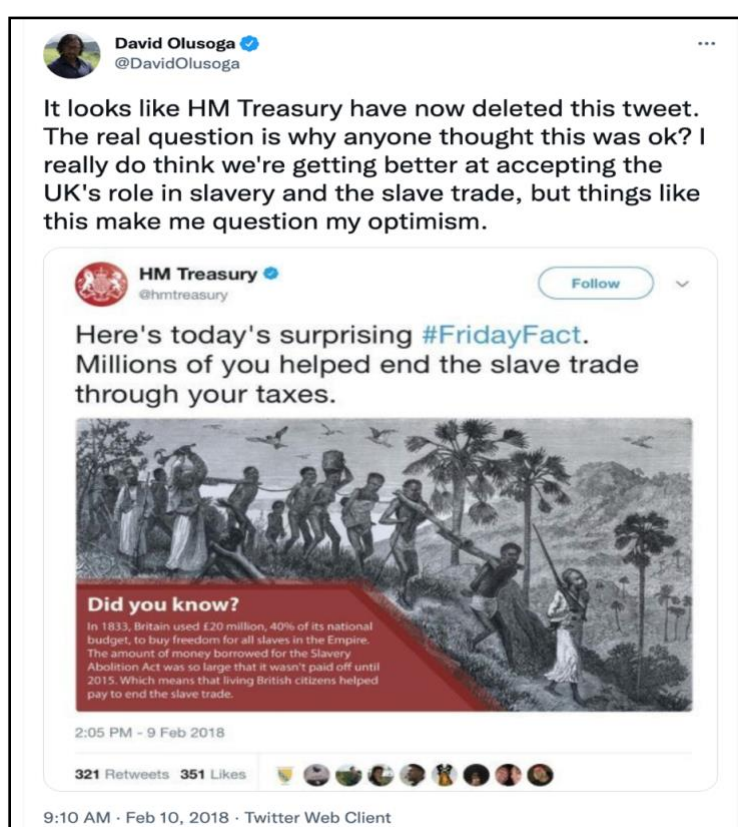 David Olusoga
@DavidOlusoga
It looks like HM Treasury have now deleted this tweet.
The real question is why anyone thought this was ok? I
really do think we're getting better at accepting the
UK's role in slavery and the slave trade, but things like
this make me question my optimism.
HM Treasury
@hmtreasury
Follow
Here's today's surprising #FridayFact.
Millions of you helped end the slave trade
through your taxes.
Did you know?
In 1833, Britain used £20 million, 40% of its national
budget, to buy freedom for all slaves in the Empire.
The amount of money borrowed for the Slavery
Abolition Act was so large that it wasn't paid off until
2015. Which means that living British citizens helped
pay to end the slave trade.
2:05 PM - 9 Feb 2018
321 Retweets 351 Likes
9:10 AM · Feb 10, 2018 · Twitter Web Client